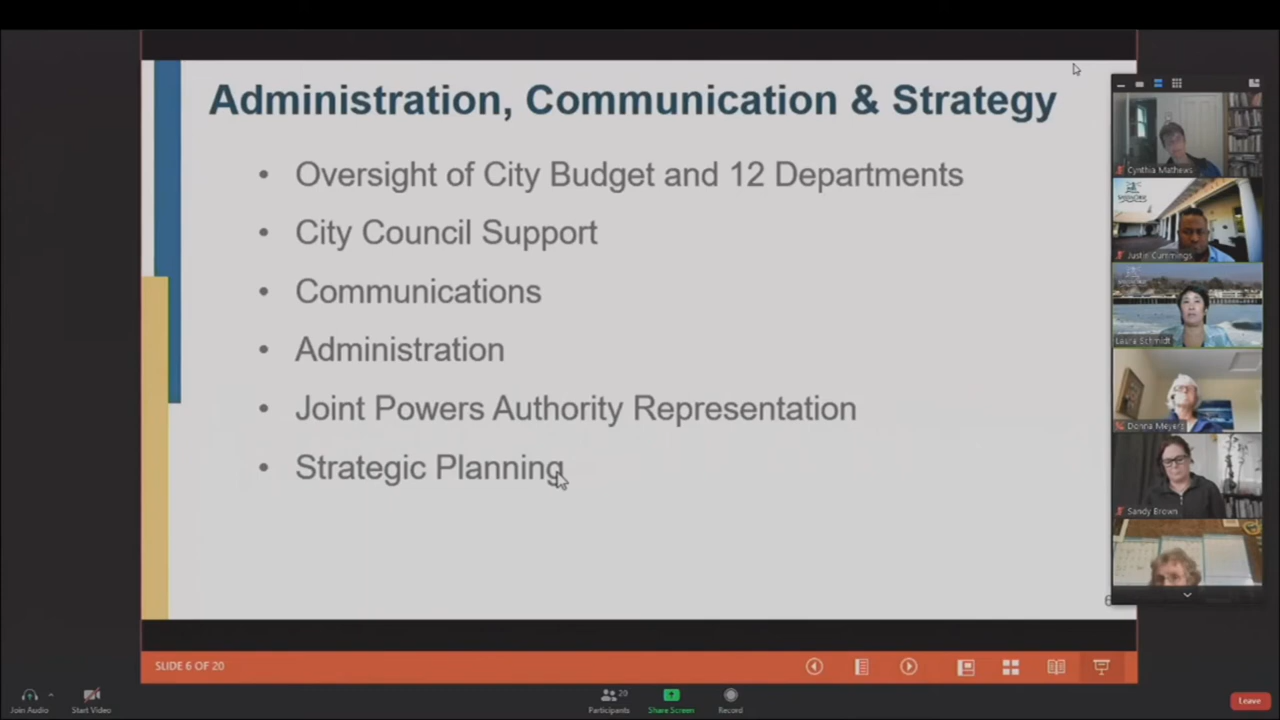 Administration, Communication & Strategy
• Oversight of City Budget and 12 Departments
• City Council Support
• Communications
• Administration
• Joint Powers Authority Representation
• Strategic Planning
6
SLIDE 6 OF 20
Cynthia Mathews
Justin Cummings
Laura Schmidt
Donna Meyers
Sandy Brown
Join Audio
Start Video
20
Participants
Share Screen
Record
Leave